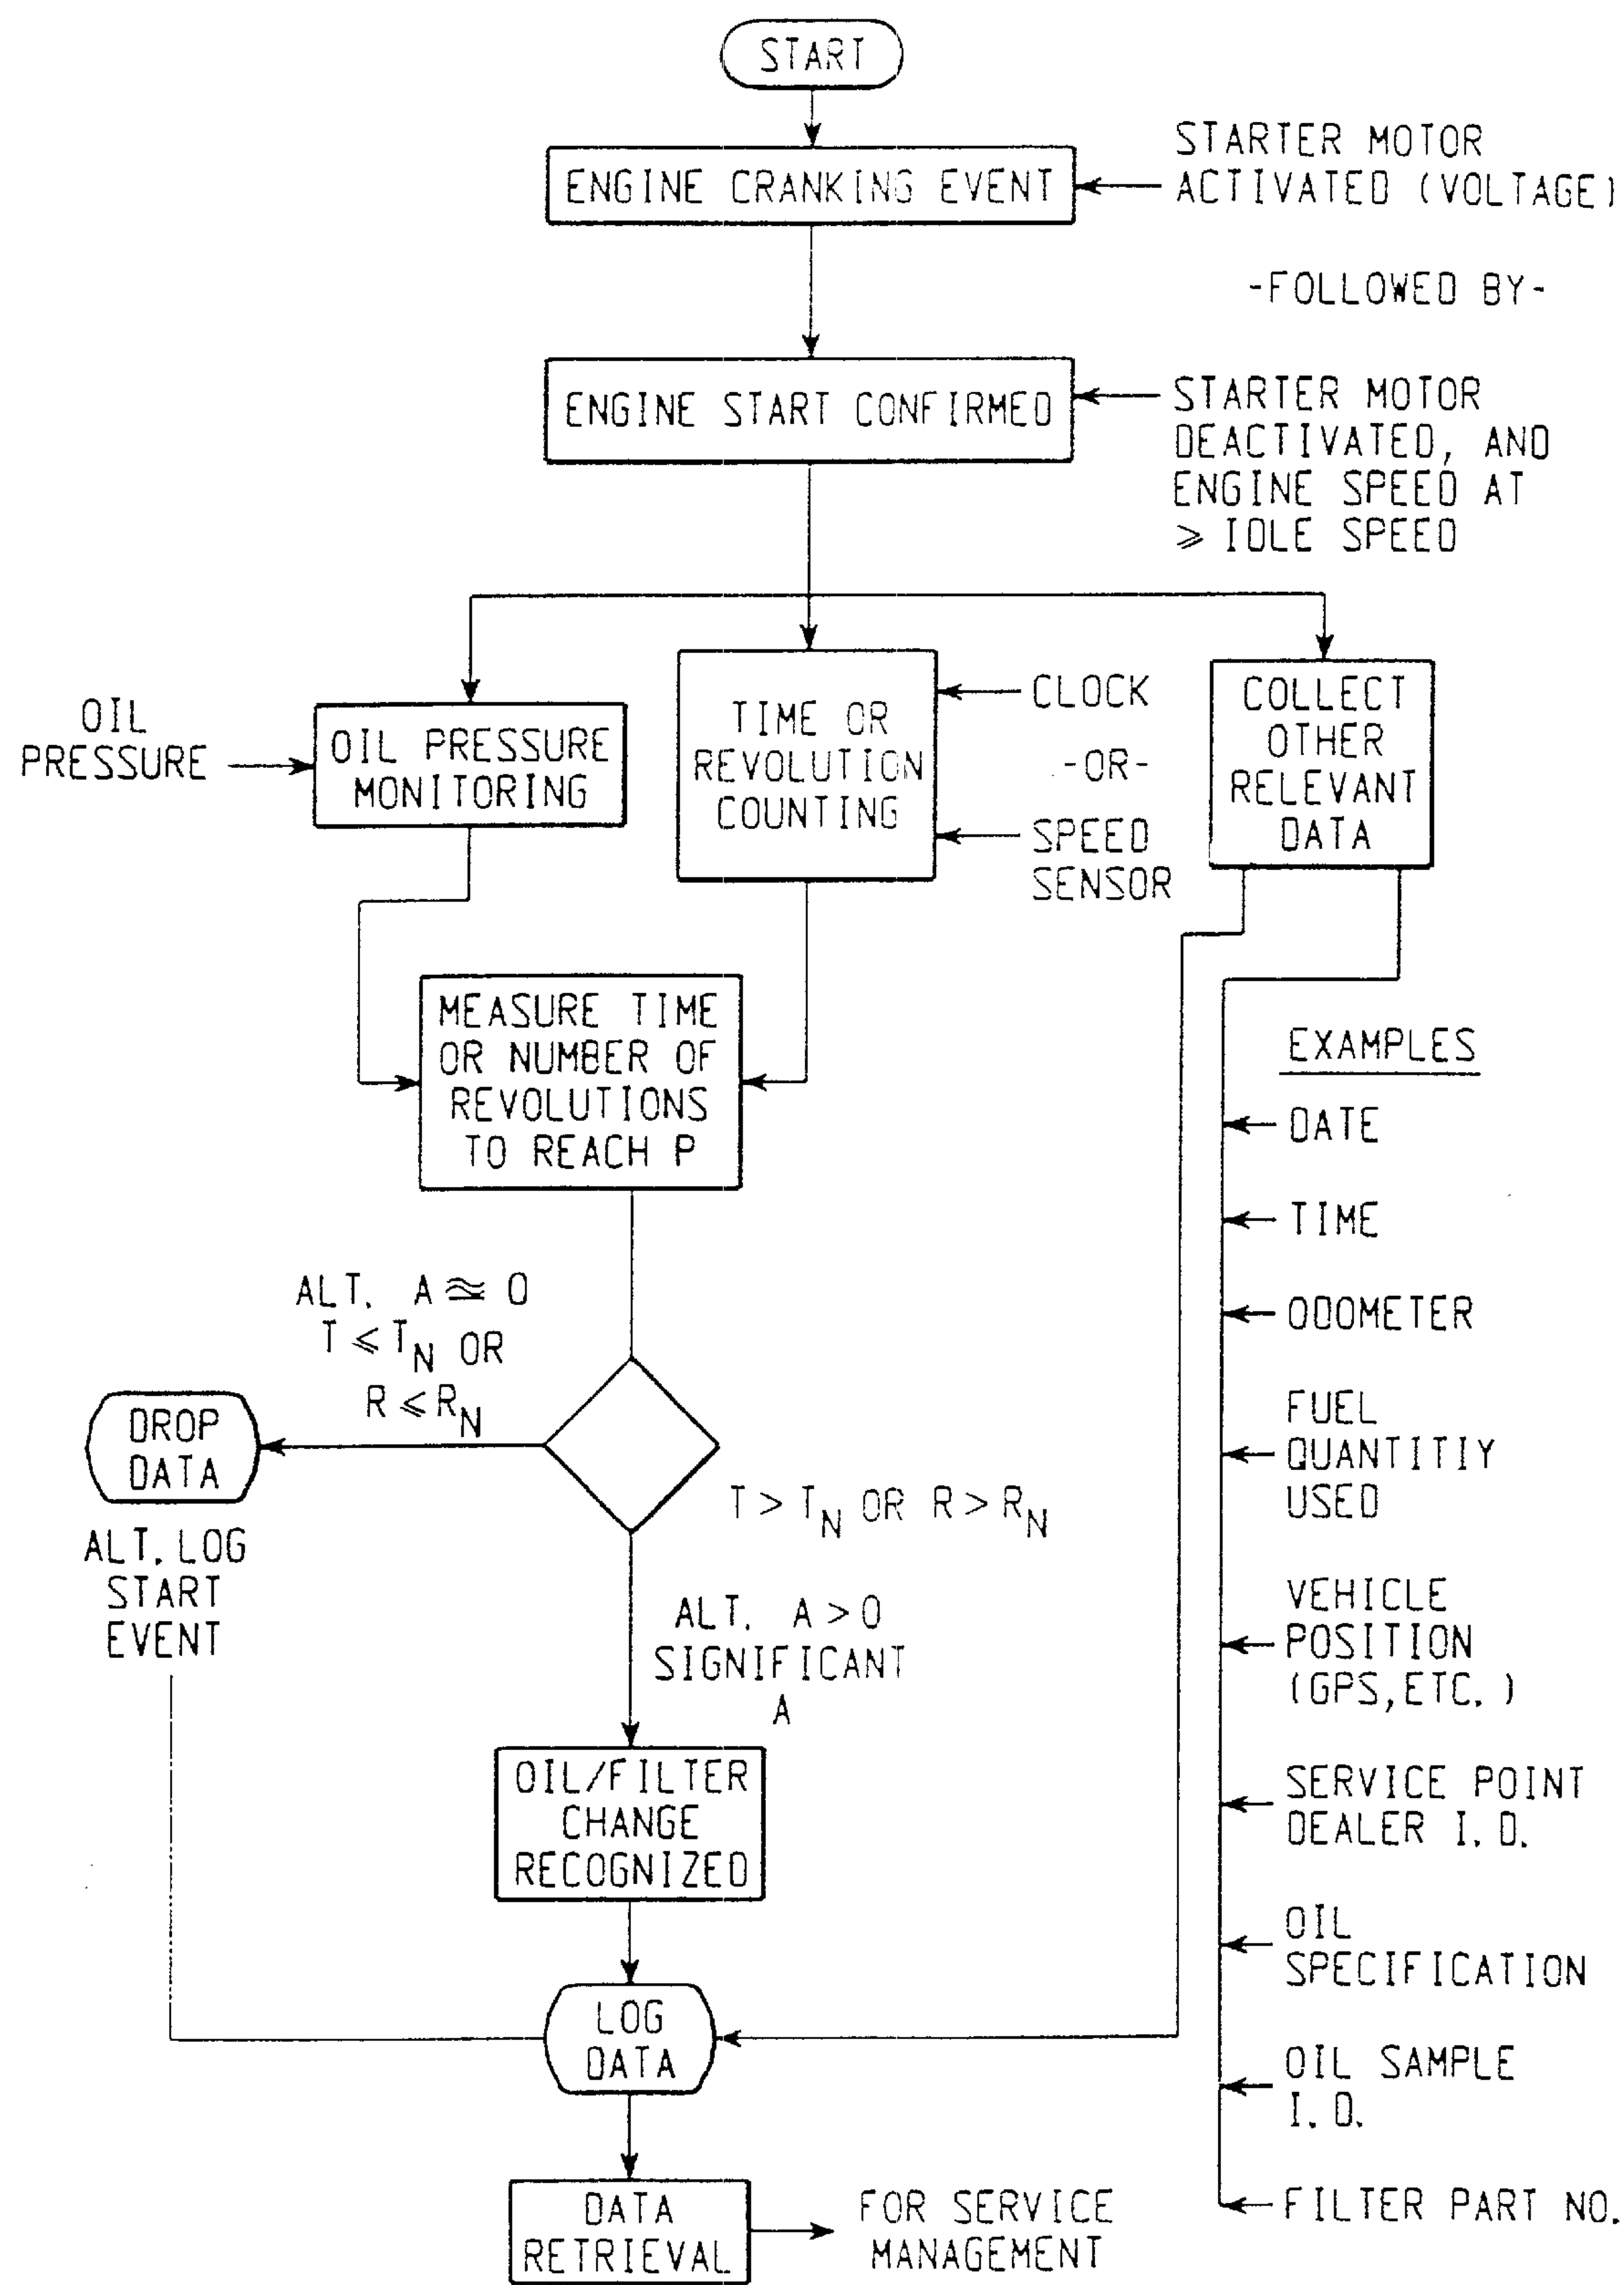 START
ENGINE CRANKING EVENT
STARTER MOTOR
ACTIVATED (VOLTAGE)
-FOLLOWED BY-
ENGINE START CONFIRMED
STARTER MOTOR
DEACTIVATED, AND
ENGINE SPEED AT
⩾ IDLE SPEED
OIL
PRESSURE
OIL PRESSURE
MONITORING
TIME OR
REVOLUTION
COUNTING
CLOCK
-OR-
SPEED
SENSOR
COLLECT
OTHER
RELEVANT
DATA
MEASURE TIME
OR NUMBER OF
REVOLUTIONS
TO REACH P
EXAMPLES
DATE
TIME
ODOMETER
FUEL
QUANTITIY
USED
VEHICLE
POSITION
(GPS,ETC.)
SERVICE POINT
DEALER I.D.
OIL
SPECIFICATION
OIL SAMPLE
I.D.
FILTER PART NO.
ALT. A ≅ 0
T ⩽ TN OR
R ⩽ RN
DROP
DATA
ALT. LOG
START
EVENT
T > TN OR R > RN
ALT. A > 0
SIGNIFICANT
A
OIL/FILTER
CHANGE
RECOGNIZED
LOG
DATA
DATA
RETRIEVAL
FOR SERVICE
MANAGEMENT